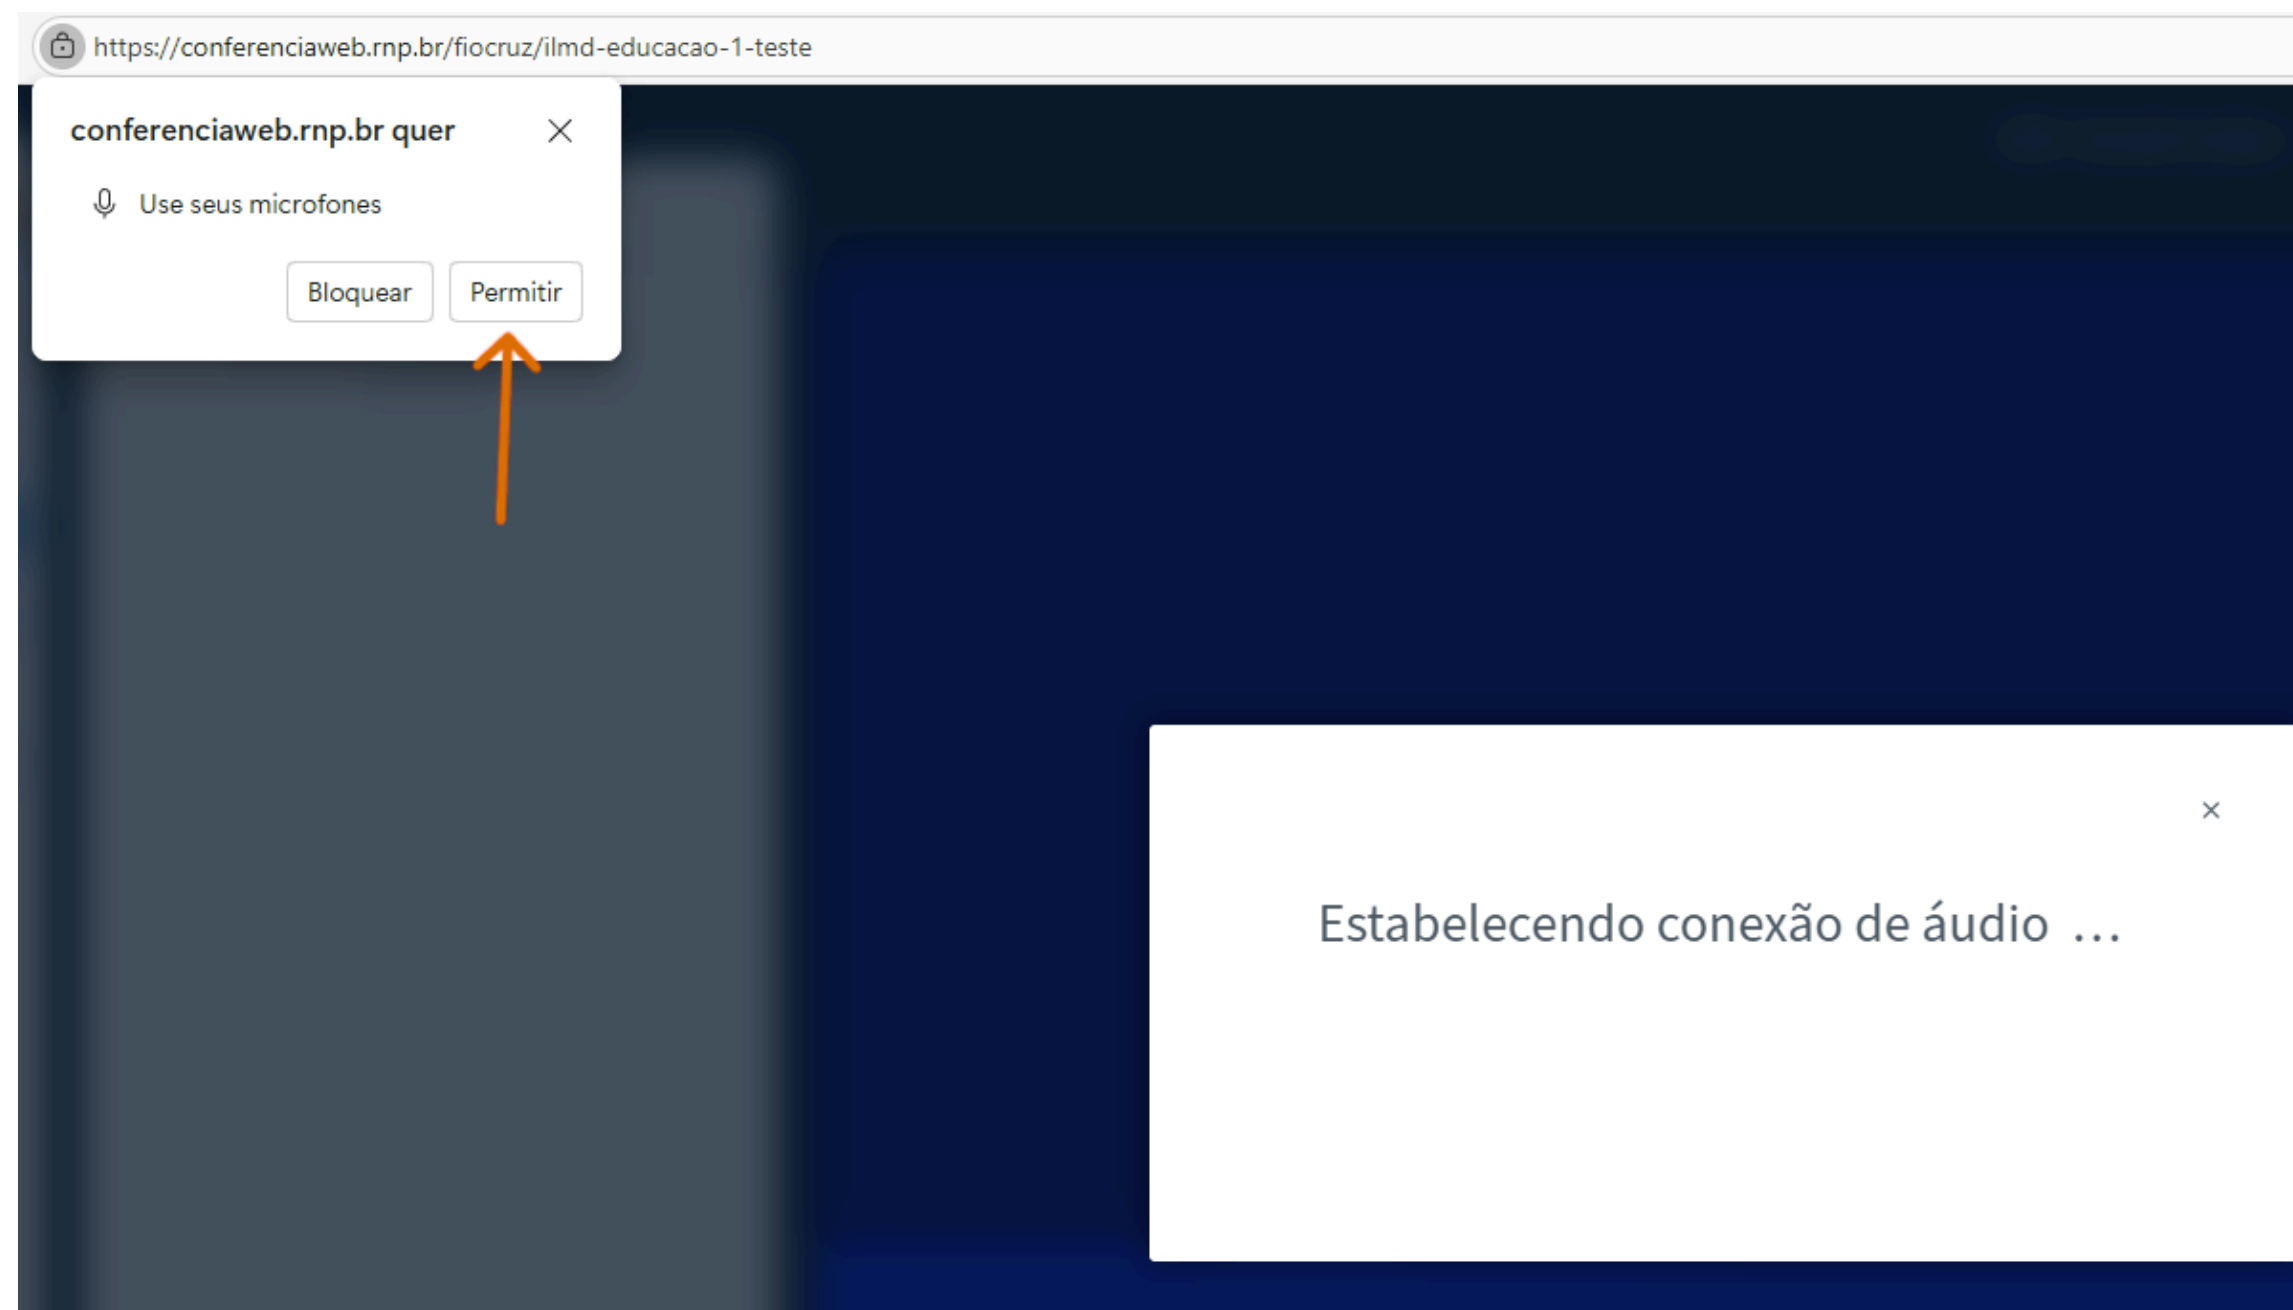 https://conferenciaweb.rnp.br/fiocruz/ilmd-educacao-1-teste
conferenciaweb.rnp.br quer
Use seus microfones
Bloquear Permitir
Estabelecendo conexão de áudio ...